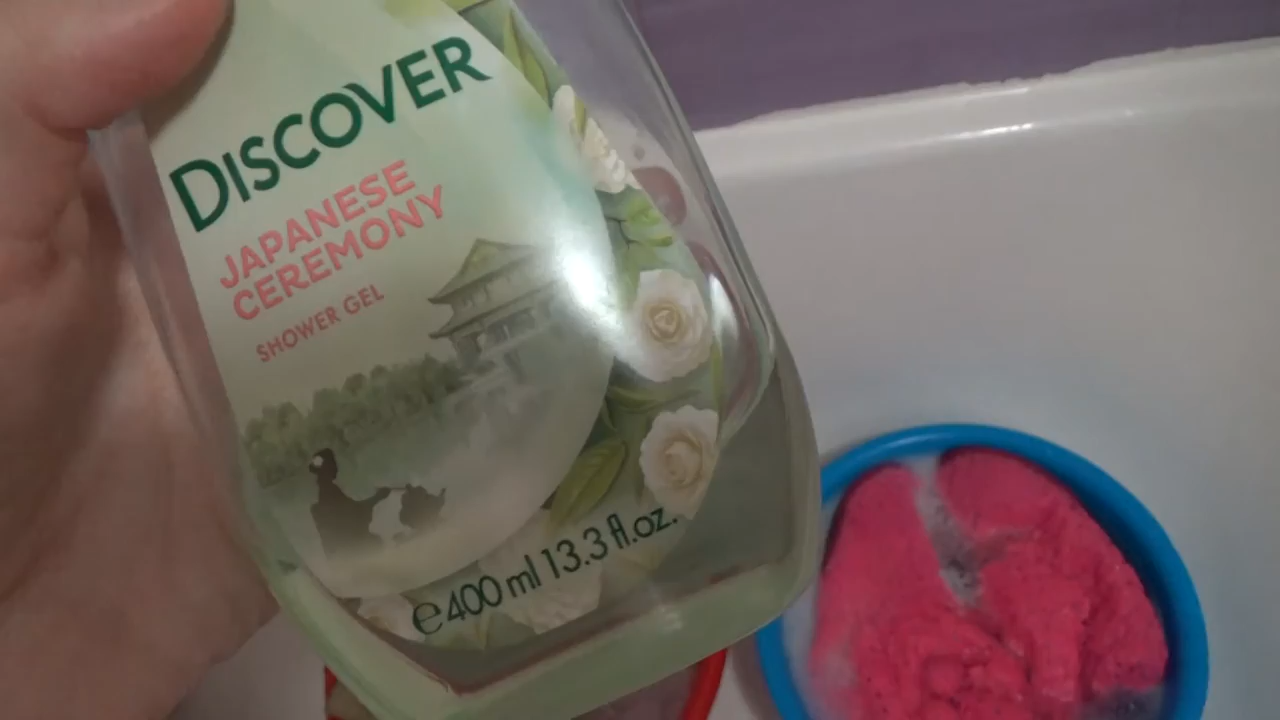 DISCOVER
JAPANESE
CEREMONY
SHOWER GEL
℮400 ml 13.3 fl.oz.